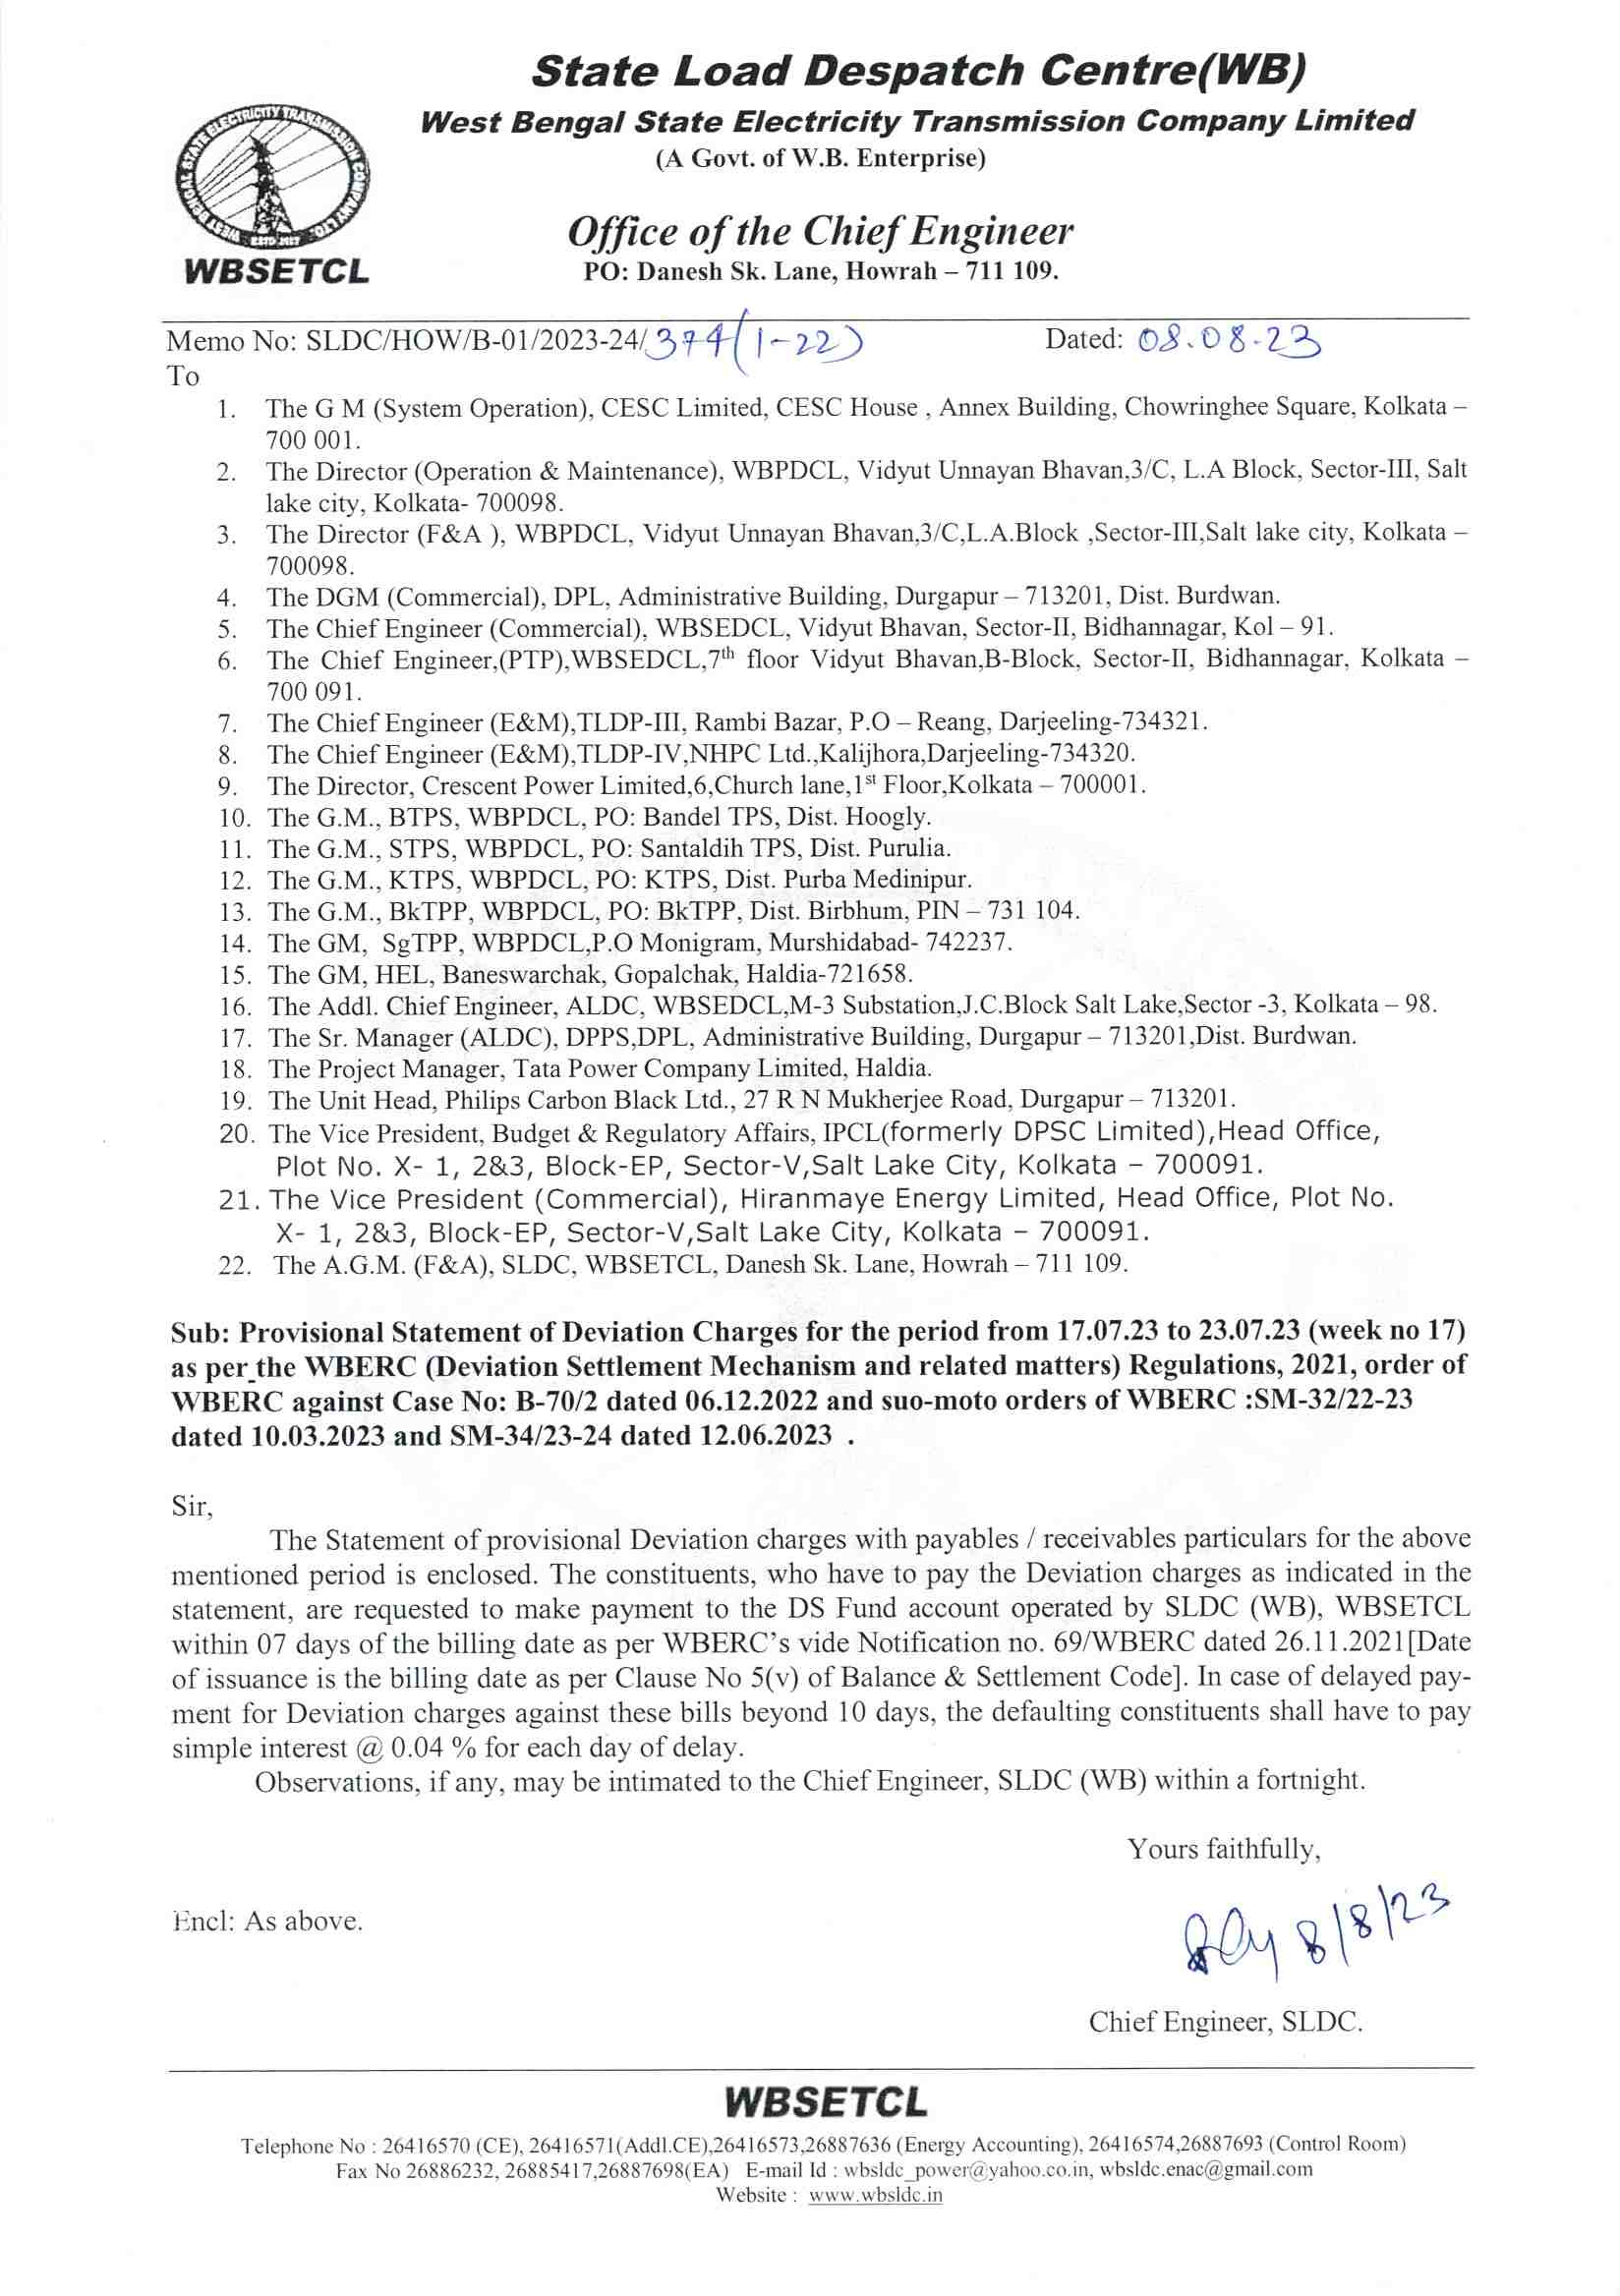 State Load Despatch Centre(WB)
West Bengal State Electricity Transmission Company Limited
(A Govt. of W.B. Enterprise)
WEST BENGAL STATE ELECTRICITY TRANSMISSION COMPANY LTD.
ESTD 2007
WBSETCL
Office of the Chief Engineer
PO: Danesh Sk. Lane, Howrah – 711 109.
Memo No: SLDC/HOW/B-01/2023-24/374(1-22) Dated: 08.08.23
To
1. The G M (System Operation), CESC Limited, CESC House , Annex Building, Chowringhee Square, Kolkata –
700 001.
2. The Director (Operation & Maintenance), WBPDCL, Vidyut Unnayan Bhavan,3/C, L.A Block, Sector-III, Salt
lake city, Kolkata- 700098.
3. The Director (F&A ), WBPDCL, Vidyut Unnayan Bhavan,3/C,L.A.Block ,Sector-III,Salt lake city, Kolkata –
700098.
4. The DGM (Commercial), DPL, Administrative Building, Durgapur – 713201, Dist. Burdwan.
5. The Chief Engineer (Commercial), WBSEDCL, Vidyut Bhavan, Sector-II, Bidhannagar, Kol – 91.
6. The Chief Engineer,(PTP),WBSEDCL,7th floor Vidyut Bhavan,B-Block, Sector-II, Bidhannagar, Kolkata –
700 091.
7. The Chief Engineer (E&M),TLDP-III, Rambi Bazar, P.O – Reang, Darjeeling-734321.
8. The Chief Engineer (E&M),TLDP-IV,NHPC Ltd.,Kalijhora,Darjeeling-734320.
9. The Director, Crescent Power Limited,6,Church lane,1st Floor,Kolkata – 700001.
10. The G.M., BTPS, WBPDCL, PO: Bandel TPS, Dist. Hoogly.
11. The G.M., STPS, WBPDCL, PO: Santaldih TPS, Dist. Purulia.
12. The G.M., KTPS, WBPDCL, PO: KTPS, Dist. Purba Medinipur.
13. The G.M., BkTPP, WBPDCL, PO: BkTPP, Dist. Birbhum, PIN – 731 104.
14. The GM, SgTPP, WBPDCL,P.O Monigram, Murshidabad- 742237.
15. The GM, HEL, Baneswarchak, Gopalchak, Haldia-721658.
16. The Addl. Chief Engineer, ALDC, WBSEDCL,M-3 Substation,J.C.Block Salt Lake,Sector -3, Kolkata – 98.
17. The Sr. Manager (ALDC), DPPS,DPL, Administrative Building, Durgapur – 713201,Dist. Burdwan.
18. The Project Manager, Tata Power Company Limited, Haldia.
19. The Unit Head, Philips Carbon Black Ltd., 27 R N Mukherjee Road, Durgapur – 713201.
20. The Vice President, Budget & Regulatory Affairs, IPCL(formerly DPSC Limited),Head Office,
Plot No. X- 1, 2&3, Block-EP, Sector-V,Salt Lake City, Kolkata – 700091.
21. The Vice President (Commercial), Hiranmaye Energy Limited, Head Office, Plot No.
X- 1, 2&3, Block-EP, Sector-V,Salt Lake City, Kolkata – 700091.
22. The A.G.M. (F&A), SLDC, WBSETCL, Danesh Sk. Lane, Howrah – 711 109.
Sub: Provisional Statement of Deviation Charges for the period from 17.07.23 to 23.07.23 (week no 17)
as per the WBERC (Deviation Settlement Mechanism and related matters) Regulations, 2021, order of
WBERC against Case No: B-70/2 dated 06.12.2022 and suo-moto orders of WBERC :SM-32/22-23
dated 10.03.2023 and SM-34/23-24 dated 12.06.2023 .
Sir,
The Statement of provisional Deviation charges with payables / receivables particulars for the above
mentioned period is enclosed. The constituents, who have to pay the Deviation charges as indicated in the
statement, are requested to make payment to the DS Fund account operated by SLDC (WB), WBSETCL
within 07 days of the billing date as per WBERC’s vide Notification no. 69/WBERC dated 26.11.2021[Date
of issuance is the billing date as per Clause No 5(v) of Balance & Settlement Code]. In case of delayed pay-
ment for Deviation charges against these bills beyond 10 days, the defaulting constituents shall have to pay
simple interest @ 0.04 % for each day of delay.
Observations, if any, may be intimated to the Chief Engineer, SLDC (WB) within a fortnight.
Yours faithfully,
Encl: As above.
8/8/23
Chief Engineer, SLDC.
WBSETCL
Telephone No : 26416570 (CE), 26416571(Addl.CE),26416573,26887636 (Energy Accounting), 26416574,26887693 (Control Room)
Fax No 26886232, 26885417,26887698(EA) E-mail Id : wbsldc_power@yahoo.co.in, wbsldc.enac@gmail.com
Website : www.wbsldc.in